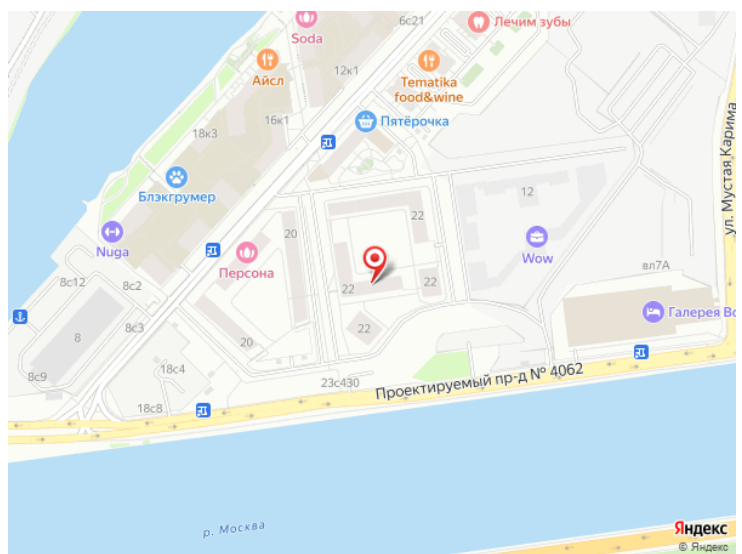 6с21
Soda
Лечим зубы
12к1
Айсл
Tematika
food&wine
16к1
Пятёрочка
18к3
ул. Мустая Карима
Блэкгрумер
12
22
22
20
Nuga
Wow
Персона
вл7А
8с12
8с2
22
22
Галерея Во
8с3
8
22
20
18с4
8с9
23с430
Проектируемый пр-д № 4062
18с8
р. Москва
Яндекс
© Яндекс